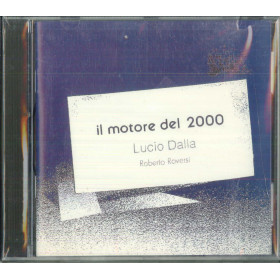 il motore del 2000
Lucio Dalla
Roberto Roversi